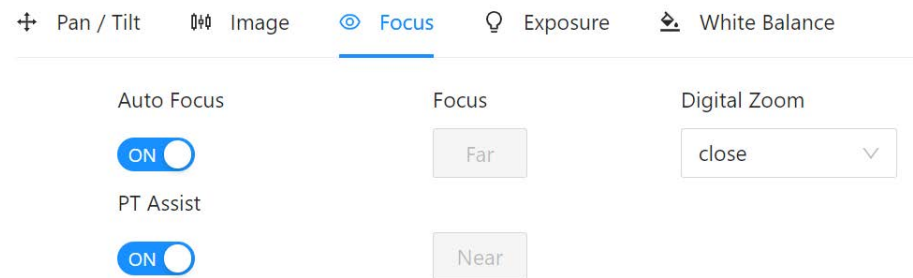 Pan / Tilt Image Focus Exposure White Balance
Auto Focus Focus Digital Zoom
ON Far close
PT Assist
ON Near